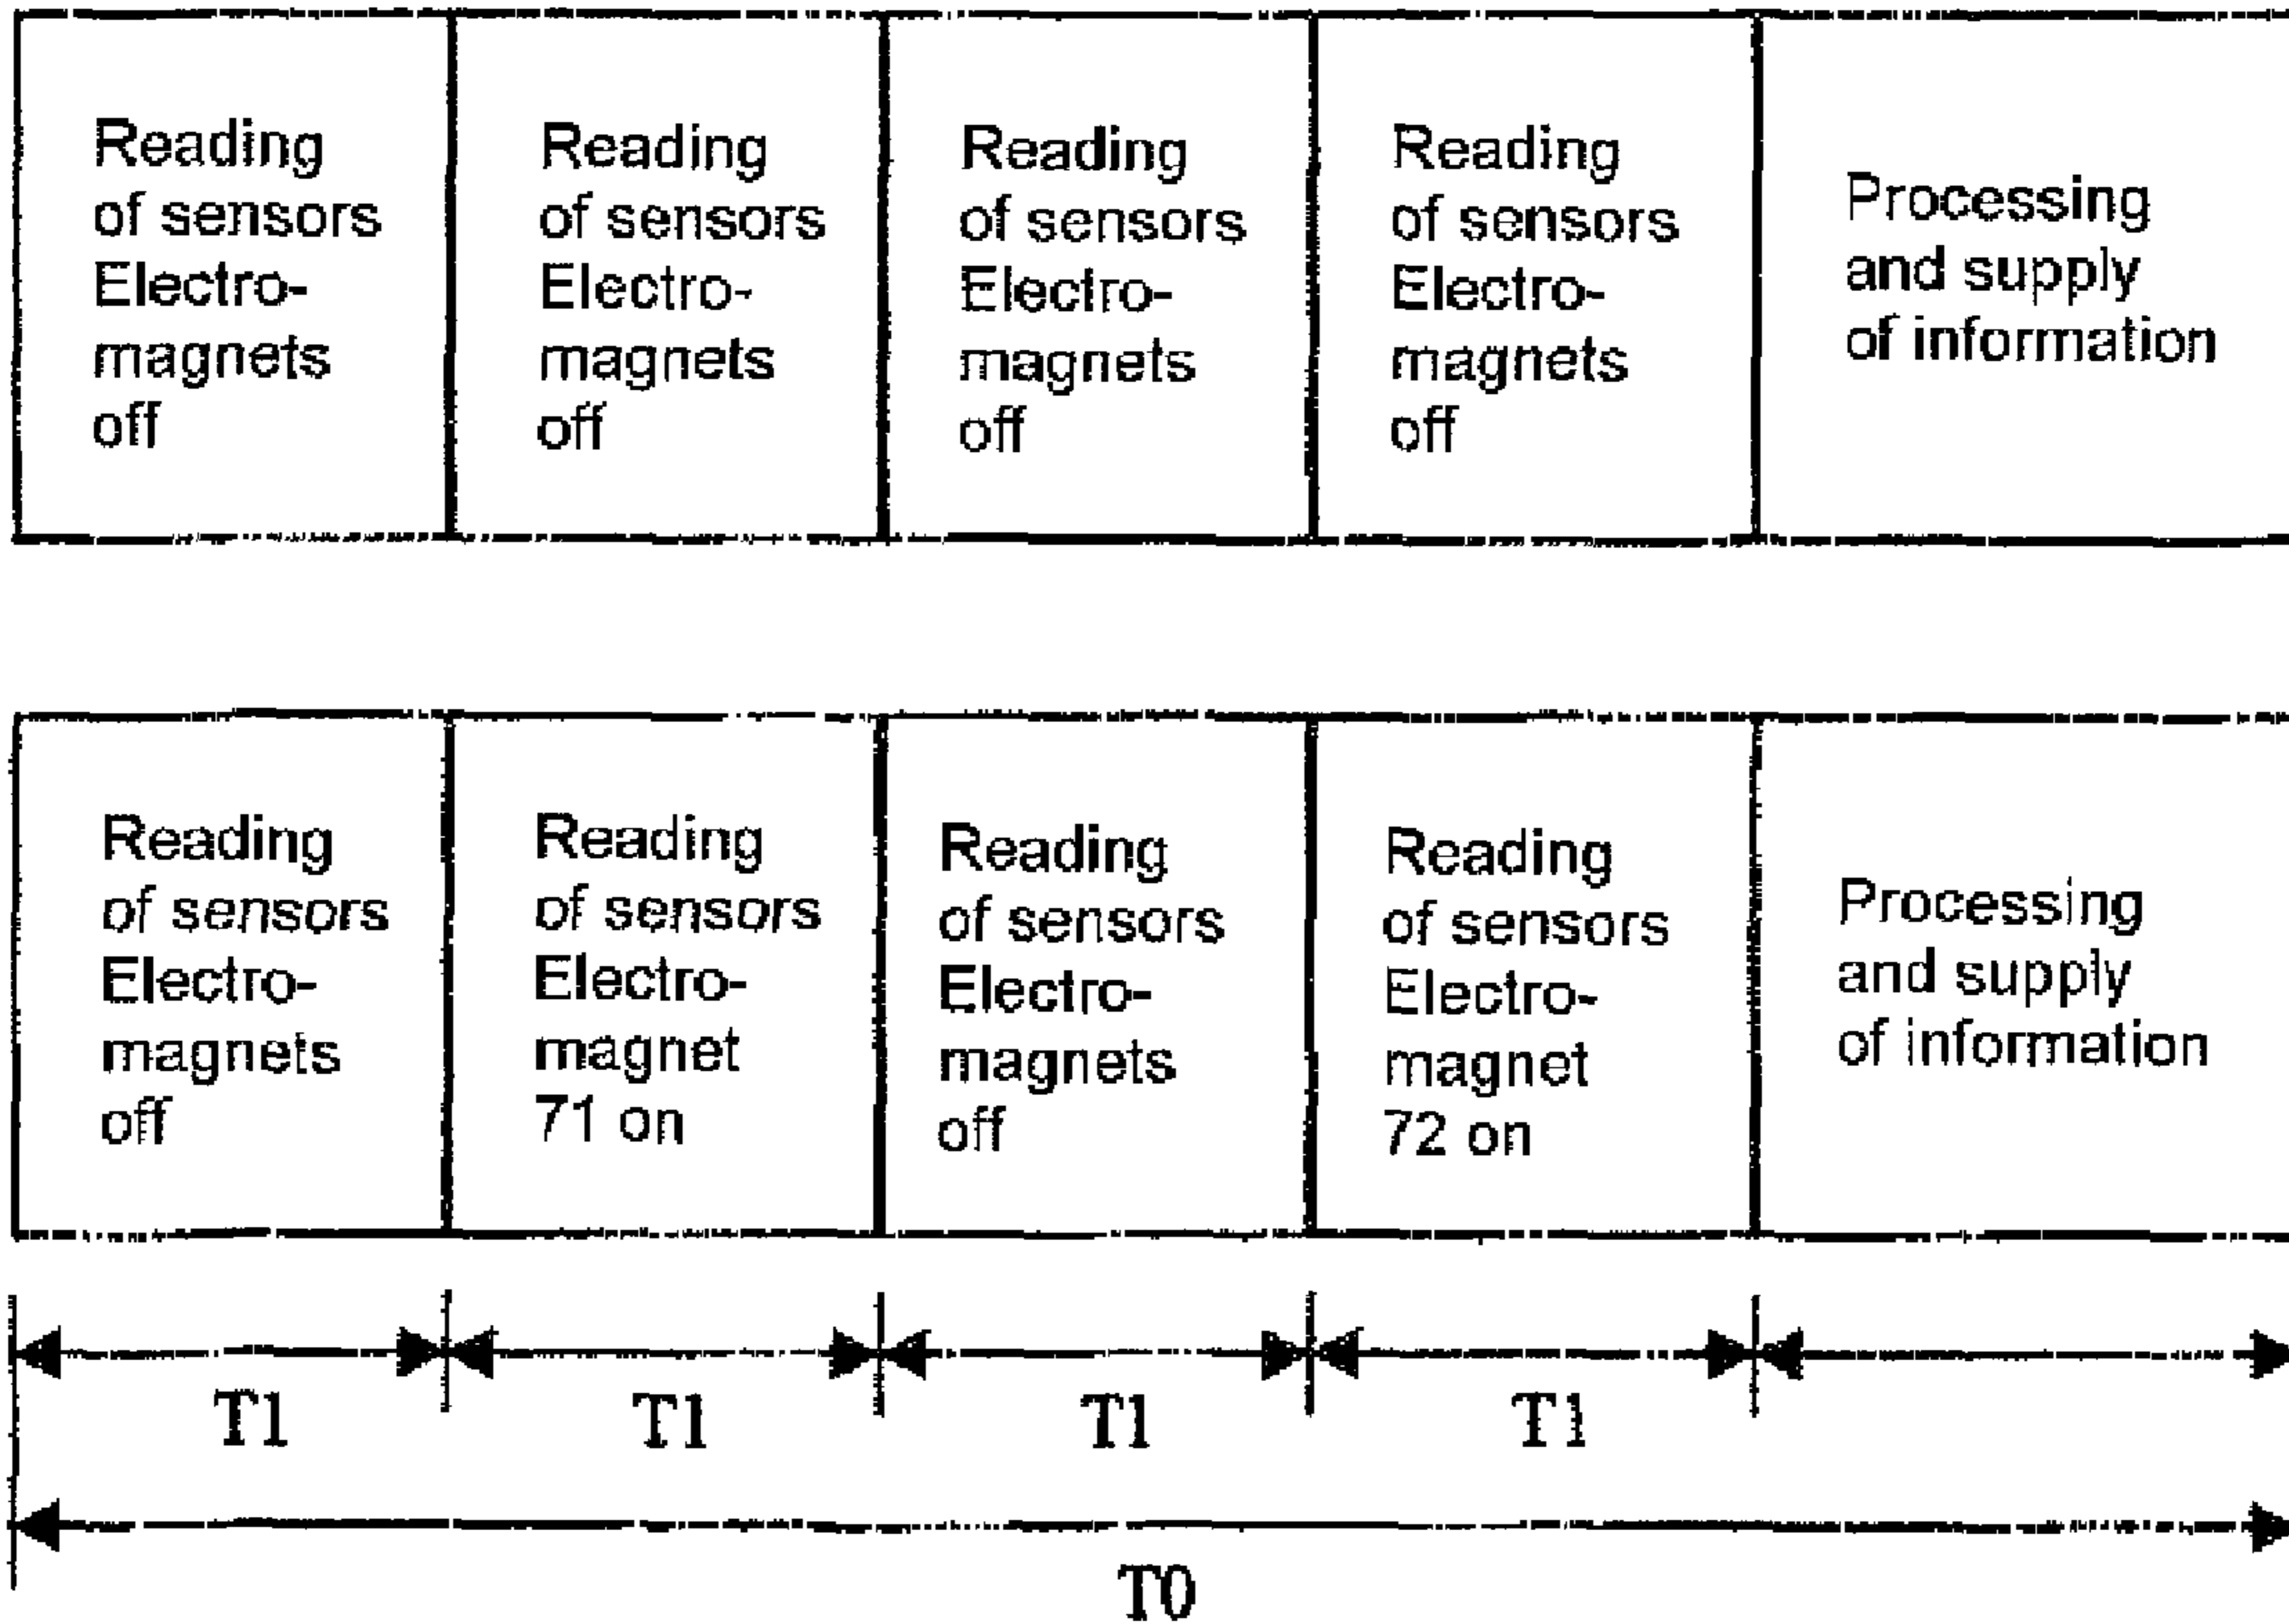 Reading
of sensors
Electro-
magnets
off
Reading
of sensors
Electro-
magnets
off
Reading
of sensors
Electro-
magnets
off
Reading
of sensors
Electro-
magnets
off
Processing
and supply
of information
Reading
of sensors
Electro-
magnets
off
Reading
of sensors
Electro-
magnet
71 on
Reading
of sensors
Electro-
magnets
off
Reading
of sensors
Electro-
magnet
72 on
Processing
and supply
of information
T1
T1
T1
T1
T0